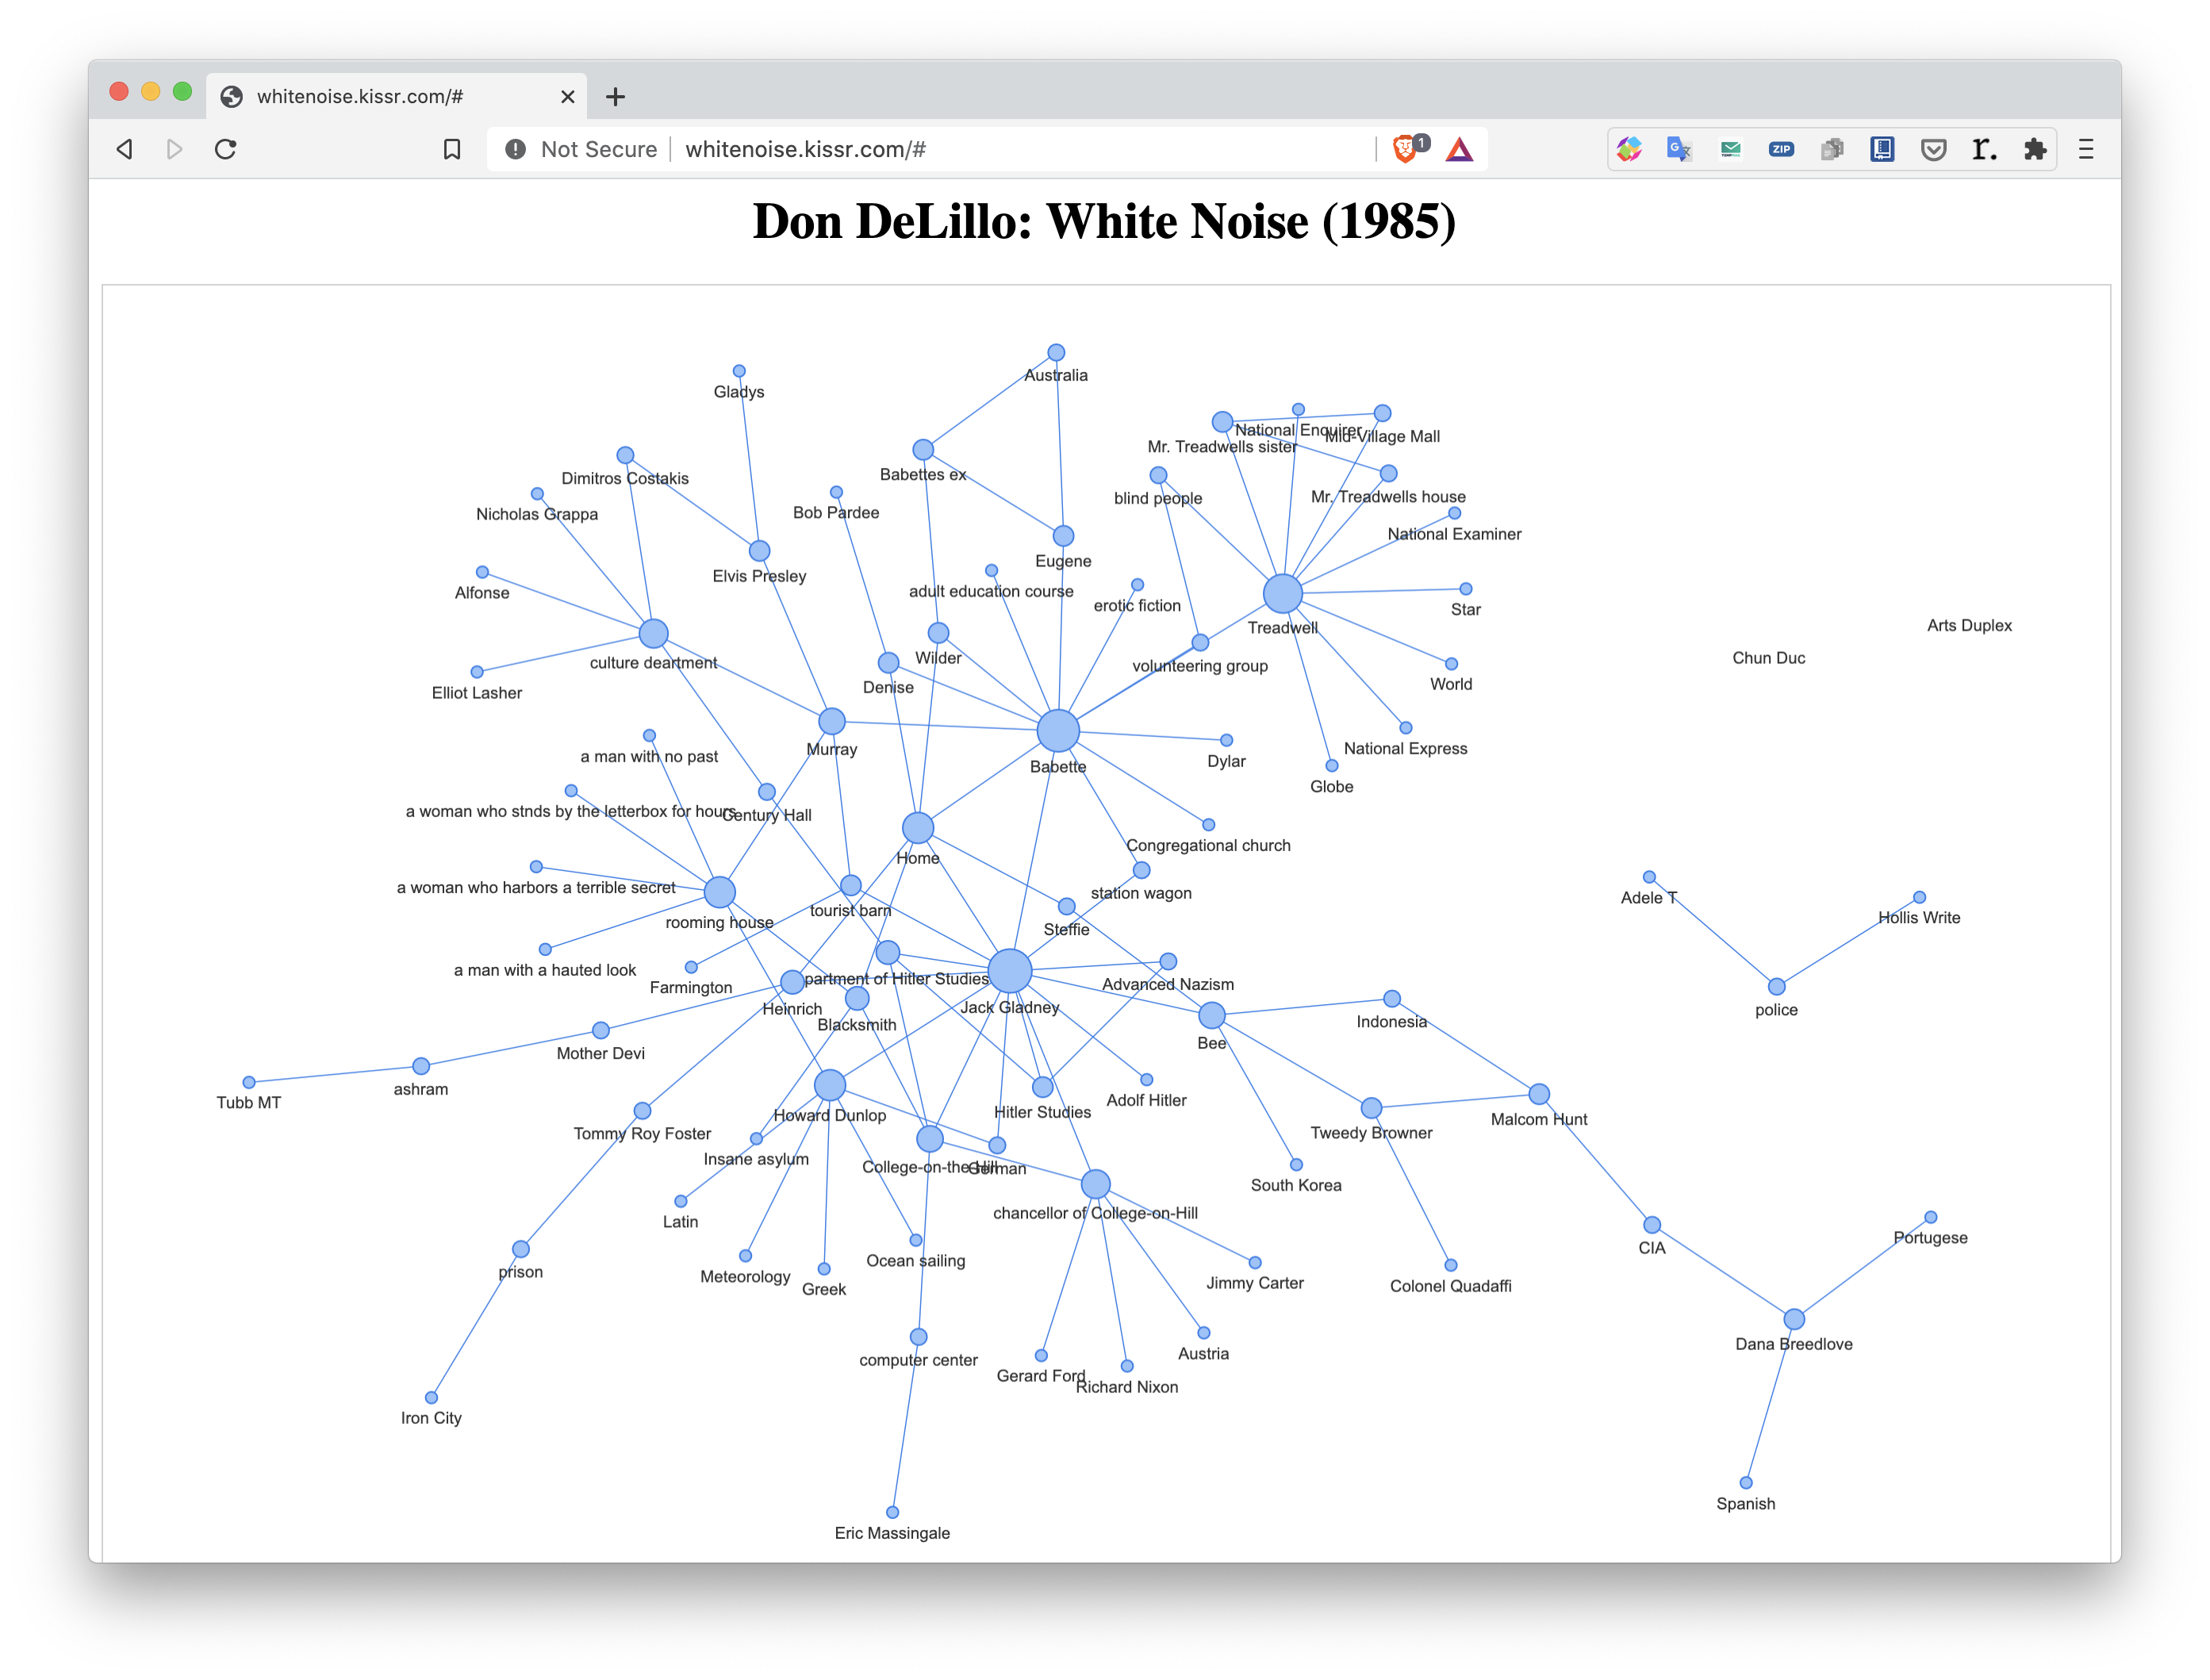 whitenoise.kissr.com/#
Not Secure
whitenoise.kissr.com/#
1
ZIP
r.
Don DeLillo: White Noise (1985)
Australia
Gladys
National Enquirer
Mid-Village Mall
Mr. Treadwells sister
Babettes ex
Dimitros Costakis
blind people
Mr. Treadwells house
Bob Pardee
Nicholas Grappa
National Examiner
Eugene
Elvis Presley
adult education course
Alfonse
erotic fiction
Star
Treadwell
Arts Duplex
Wilder
Chun Duc
culture deartment
volunteering group
Denise
World
Elliot Lasher
Murray
National Express
a man with no past
Dylar
Babette
Globe
a woman who stnds by the letterbox for hours
Century Hall
Congregational church
Home
a woman who harbors a terrible secret
station wagon
Adele T
tourist barn
Hollis Write
rooming house
Steffie
a man with a hauted look
partment of Hitler Studies
Advanced Nazism
Farmington
Heinrich
Jack Gladney
police
Indonesia
Blacksmith
Bee
Mother Devi
ashram
Tubb MT
Adolf Hitler
Hitler Studies
Howard Dunlop
Malcom Hunt
Tommy Roy Foster
Tweedy Browner
Insane asylum
College-on-the-Hill
German
South Korea
chancellor of College-on-Hill
Latin
Portugese
CIA
Ocean sailing
prison
Meteorology
Jimmy Carter
Colonel Quadaffi
Greek
Dana Breedlove
Austria
computer center
Gerard Ford
Richard Nixon
Iron City
Spanish
Eric Massingale